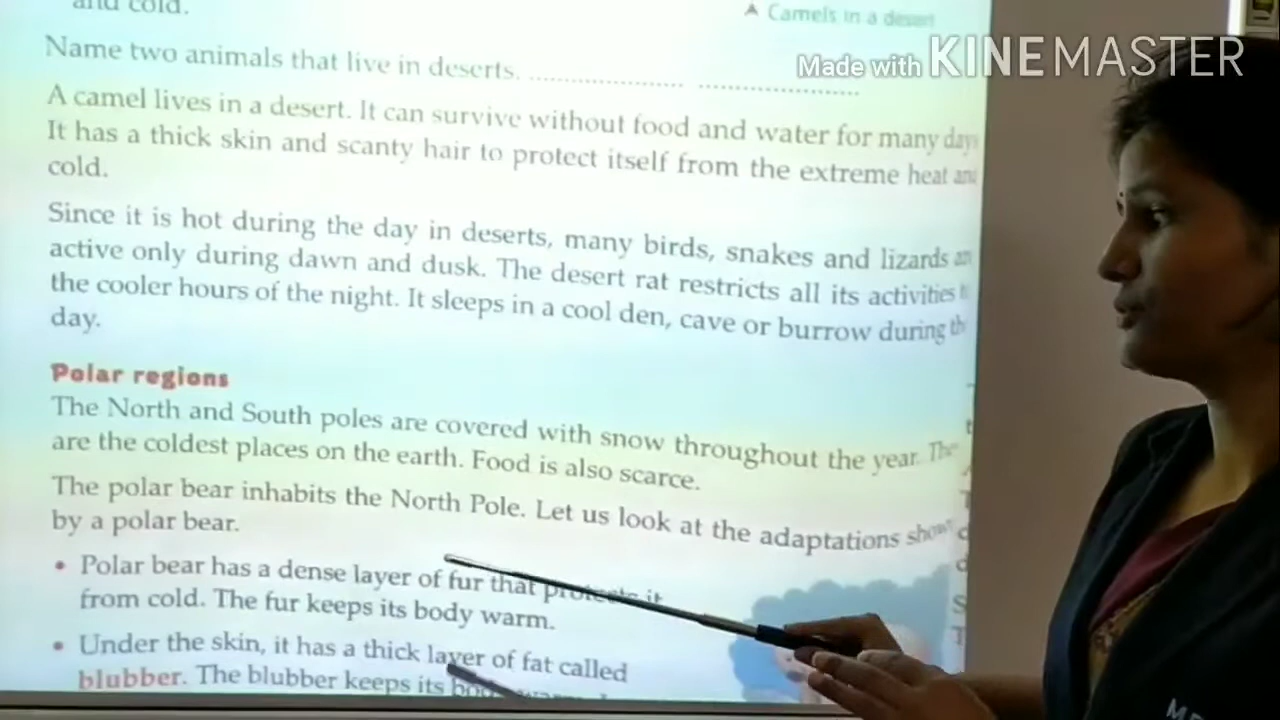 and cold.
Camels in a desert
Made with KINEMASTER
Name two animals that live in deserts. ........................ ........................
A camel lives in a desert. It can survive without food and water for many days
It has a thick skin and scanty hair to protect itself from the extreme heat and
cold.
Since it is hot during the day in deserts, many birds, snakes and lizards are
active only during dawn and dusk. The desert rat restricts all its activities
the cooler hours of the night. It sleeps in a cool den, cave or burrow during the
day.
Polar regions
The North and South poles are covered with snow throughout the year. The
are the coldest places on the earth. Food is also scarce.
The polar bear inhabits the North Pole. Let us look at the adaptations shown
by a polar bear.
• Polar bear has a dense layer of fur that protects it
from cold. The fur keeps its body warm.
• Under the skin, it has a thick layer of fat called
blubber. The blubber keeps its body